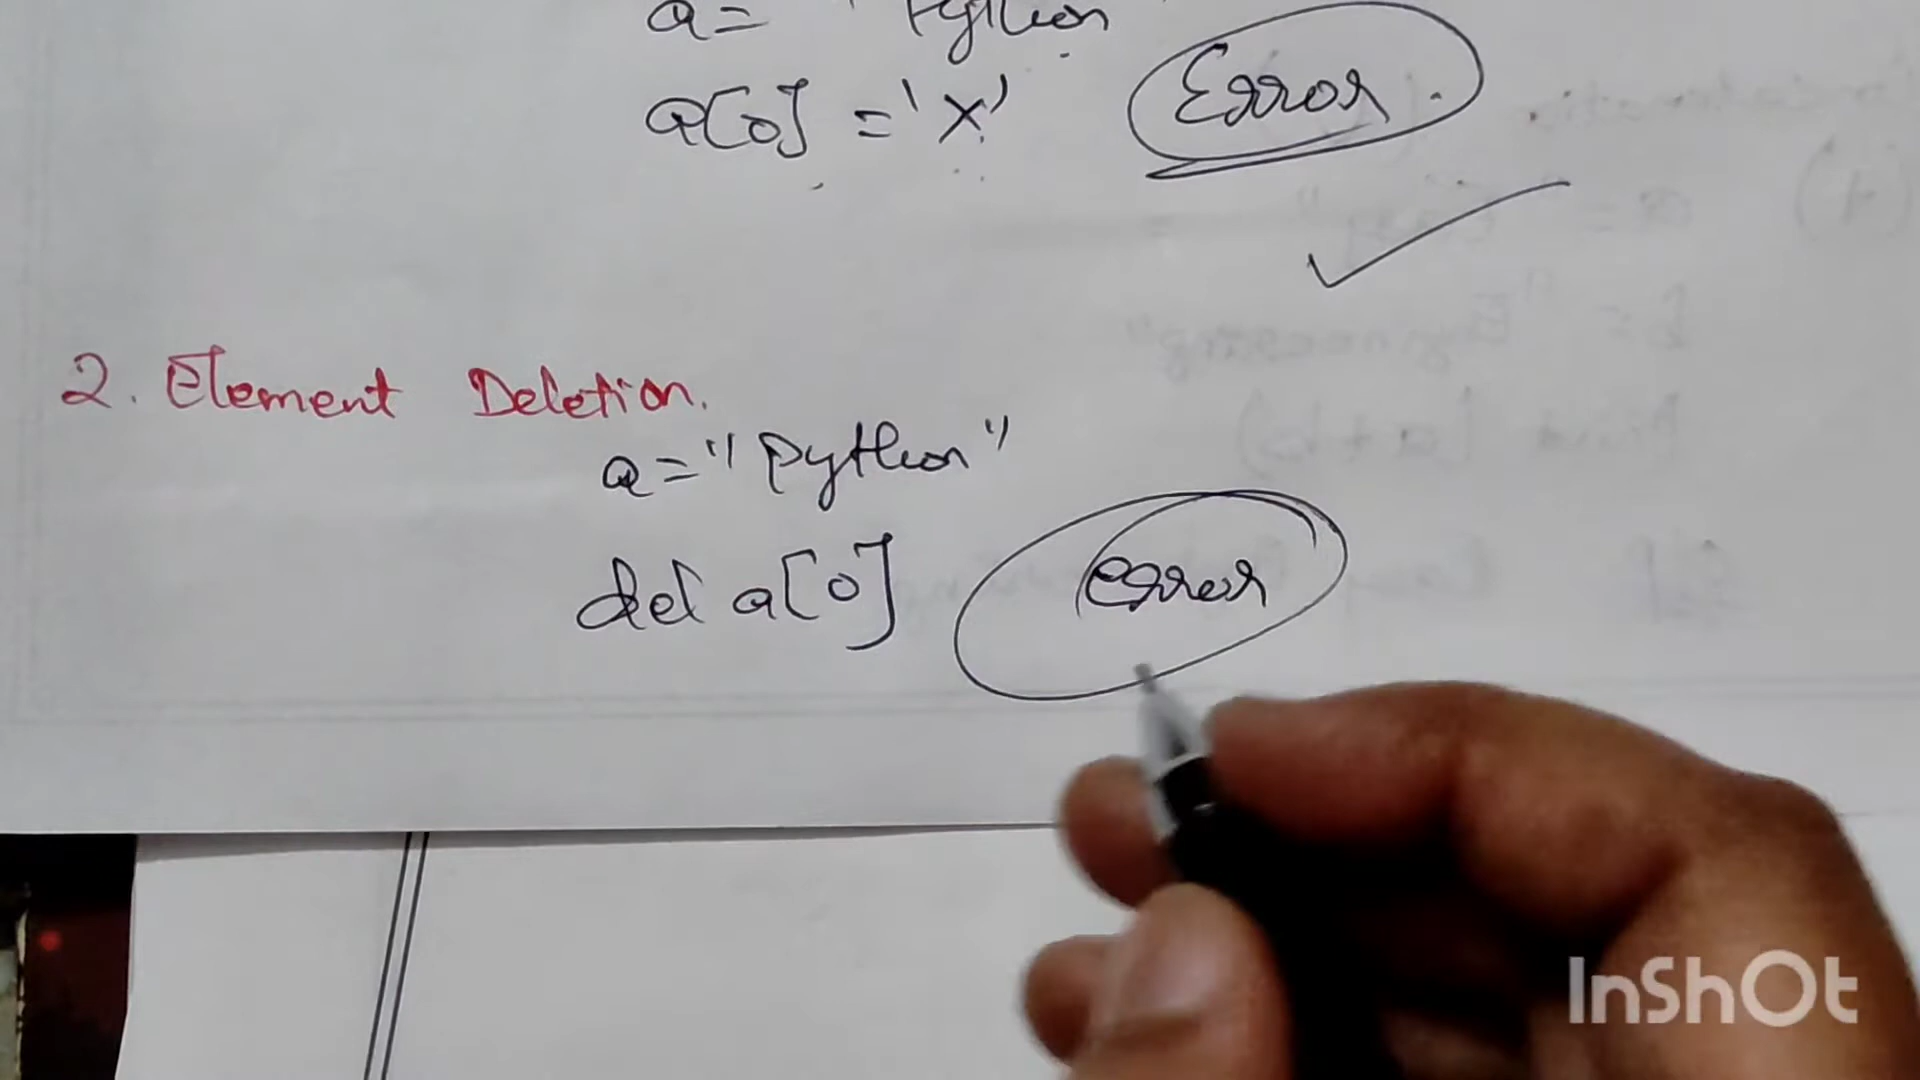 a = "Python"
a[0] = 'X' Error.
2. Element Deletion.
a = "Python"
del a[0] error
InShOt